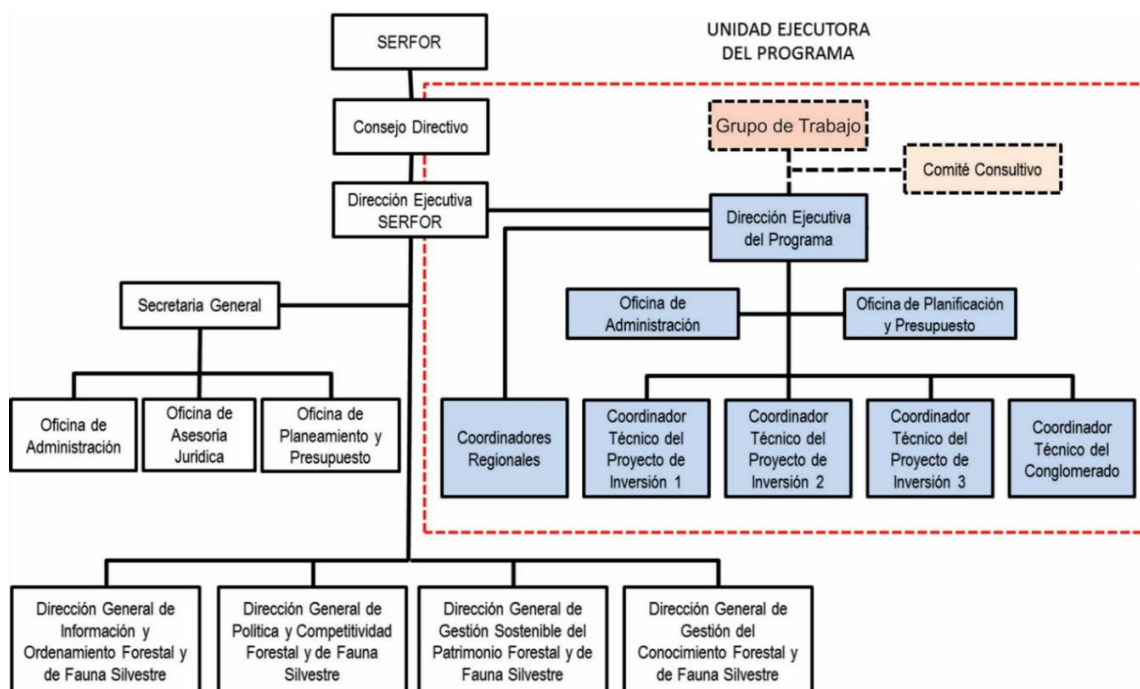 UNIDAD EJECUTORA
DEL PROGRAMA
SERFOR
Consejo Directivo
Grupo de Trabajo
Comité Consultivo
Dirección Ejecutiva
SERFOR
Dirección Ejecutiva
del Programa
Secretaria General
Oficina de
Administración
Oficina de Planificación
y Presupuesto
Oficina de
Administración
Oficina de
Asesoria
Jurídica
Oficina de
Planeamiento y
Presupuesto
Coordinadores
Regionales
Coordinador
Técnico del
Proyecto de
Inversión 1
Coordinador
Técnico del
Proyecto de
Inversión 2
Coordinador
Técnico del
Proyecto de
Inversión 3
Coordinador
Técnico del
Conglomerado
Dirección General de
Información y
Ordenamiento Forestal y
de Fauna Silvestre
Dirección General de
Política y Competitividad
Forestal y de Fauna
Silvestre
Dirección General de
Gestión Sostenible del
Patrimonio Forestal y de
Fauna Silvestre
Dirección General de
Gestión del
Conocimiento Forestal y
de Fauna Silvestre